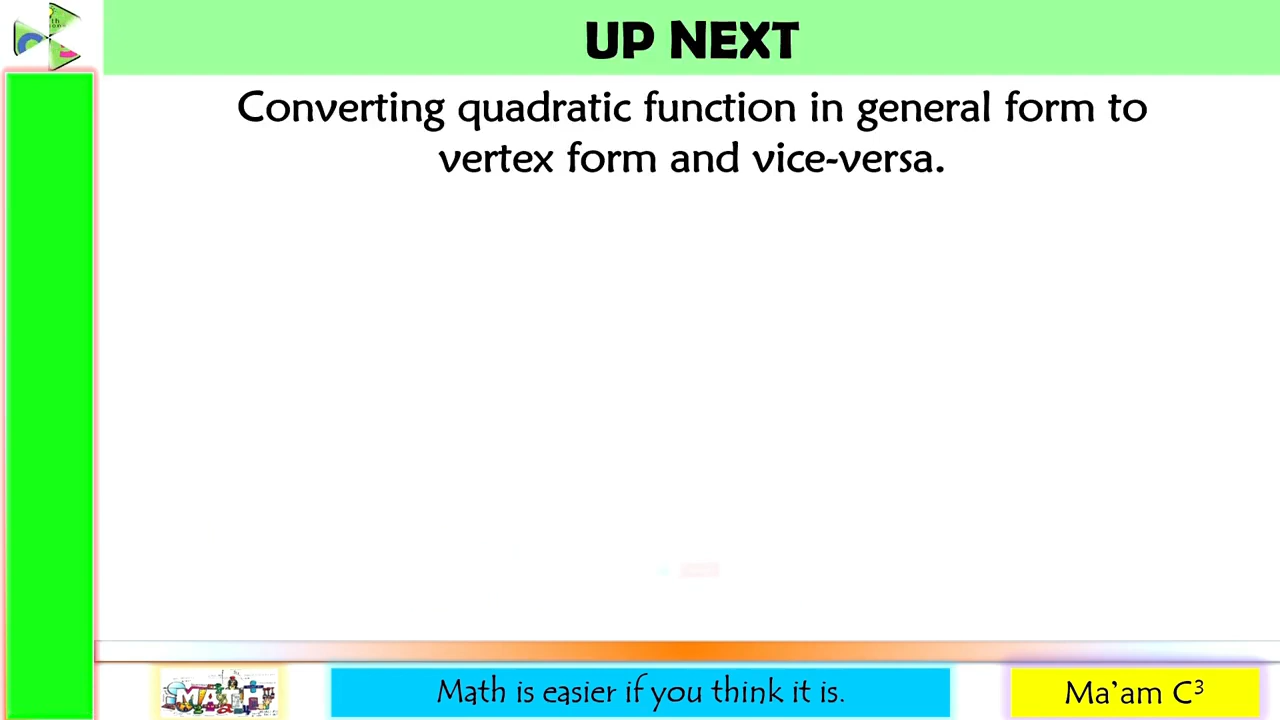 UP NEXT
Converting quadratic function in general form to
vertex form and vice-versa.
MATH
Math is easier if you think it is.
Ma’am C³